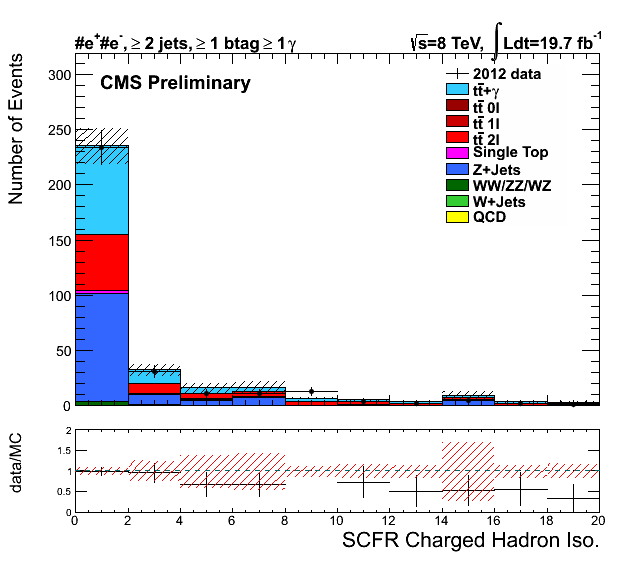 #e⁺#e⁻, ≥ 2 jets, ≥ 1 btag ≥ 1 γ
√s=8 TeV, ∫ Ldt=19.7 fb⁻¹
CMS Preliminary
2012 data
tt̄+γ
tt̄ 0l
tt̄ 1l
tt̄ 2l
Single Top
Z+Jets
WW/ZZ/WZ
W+Jets
QCD
Number of Events
300
250
200
150
100
50
0
data/MC
2
1.5
1
0.5
0
0 2 4 6 8 10 12 14 16 18 20
SCFR Charged Hadron Iso.